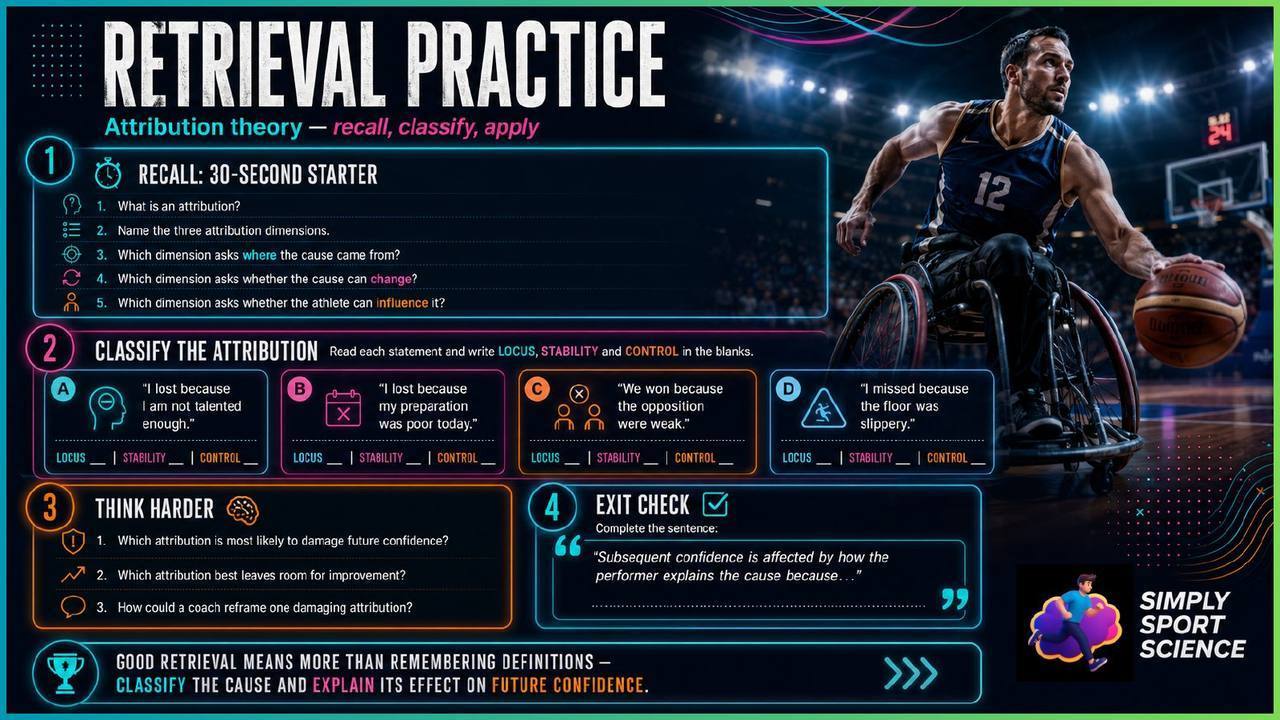 RETRIEVAL PRACTICE
Attribution theory — recall, classify, apply
1
RECALL: 30-SECOND STARTER
1. What is an attribution?
2. Name the three attribution dimensions.
3. Which dimension asks where the cause came from?
4. Which dimension asks whether the cause can change?
5. Which dimension asks whether the athlete can influence it?
12
24
2
CLASSIFY THE ATTRIBUTION Read each statement and write LOCUS, STABILITY and CONTROL in the blanks.
A
"I lost because
I am not talented
enough."
LOCUS __ | STABILITY __ | CONTROL __
B
"I lost because
my preparation
was poor today."
LOCUS __ | STABILITY __ | CONTROL __
C
"We won because
the opposition
were weak."
LOCUS __ | STABILITY __ | CONTROL __
D
"I missed because
the floor was
slippery."
LOCUS __ | STABILITY __ | CONTROL __
3
THINK HARDER
1. Which attribution is most likely to damage future confidence?
2. Which attribution best leaves room for improvement?
3. How could a coach reframe one damaging attribution?
4
EXIT CHECK
Complete the sentence:
"Subsequent confidence is affected by how the
performer explains the cause because..."
GOOD RETRIEVAL MEANS MORE THAN REMEMBERING DEFINITIONS –
CLASSIFY THE CAUSE AND EXPLAIN ITS EFFECT ON FUTURE CONFIDENCE.
SIMPLY
SPORT
SCIENCE